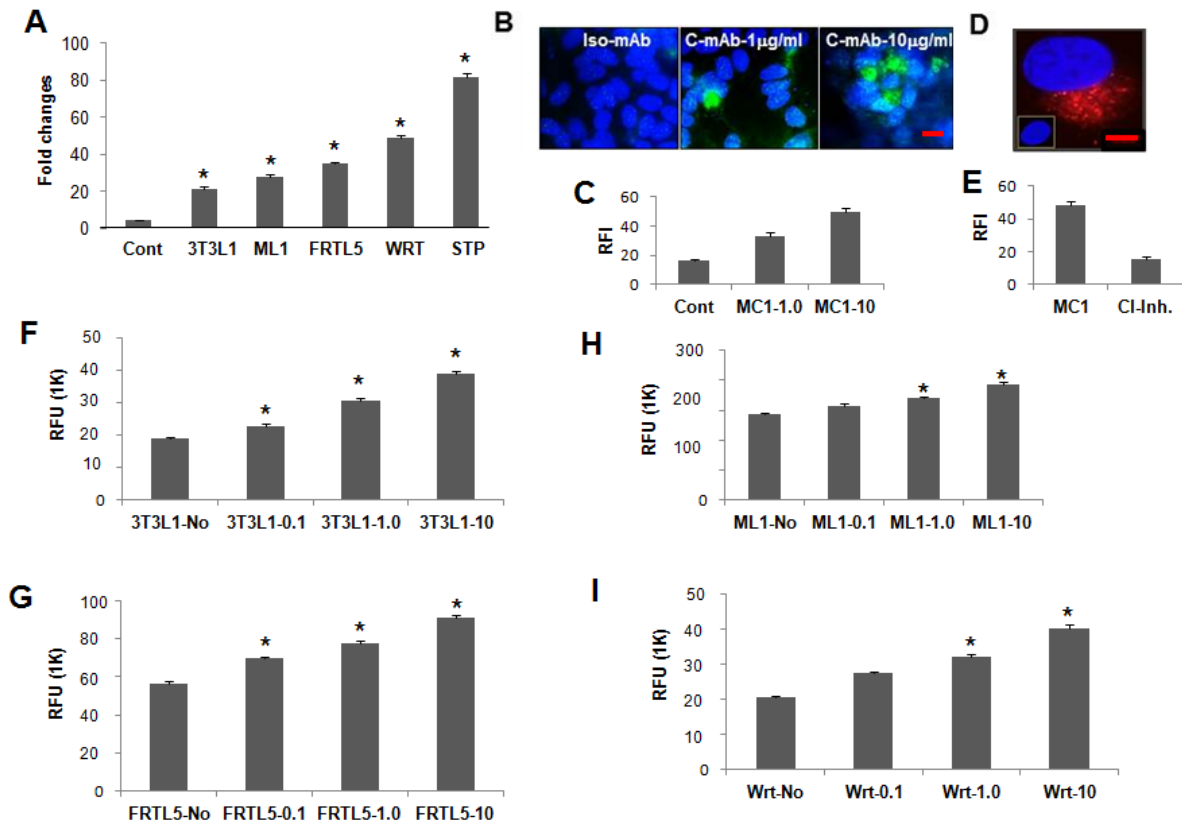 A
Fold changes
100
80
60
40
20
0
Cont 3T3L1 ML1 FRTL5 WRT STP
* * * * *
B
Iso-mAb
C-mAb-1µg/ml
C-mAb-10µg/ml
D
C
RFI
60
40
20
0
Cont MC1-1.0 MC1-10
E
RFI
60
40
20
0
MC1 CI-Inh.
F
RFU (1K)
50
40
30
20
10
0
3T3L1-No 3T3L1-0.1 3T3L1-1.0 3T3L1-10
* * *
H
RFU (1K)
300
200
100
0
ML1-No ML1-0.1 ML1-1.0 ML1-10
* *
G
RFU (1K)
100
80
60
40
20
0
FRTL5-No FRTL5-0.1 FRTL5-1.0 FRTL5-10
* * *
I
RFU (1K)
50
40
30
20
10
0
Wrt-No Wrt-0.1 Wrt-1.0 Wrt-10
* *